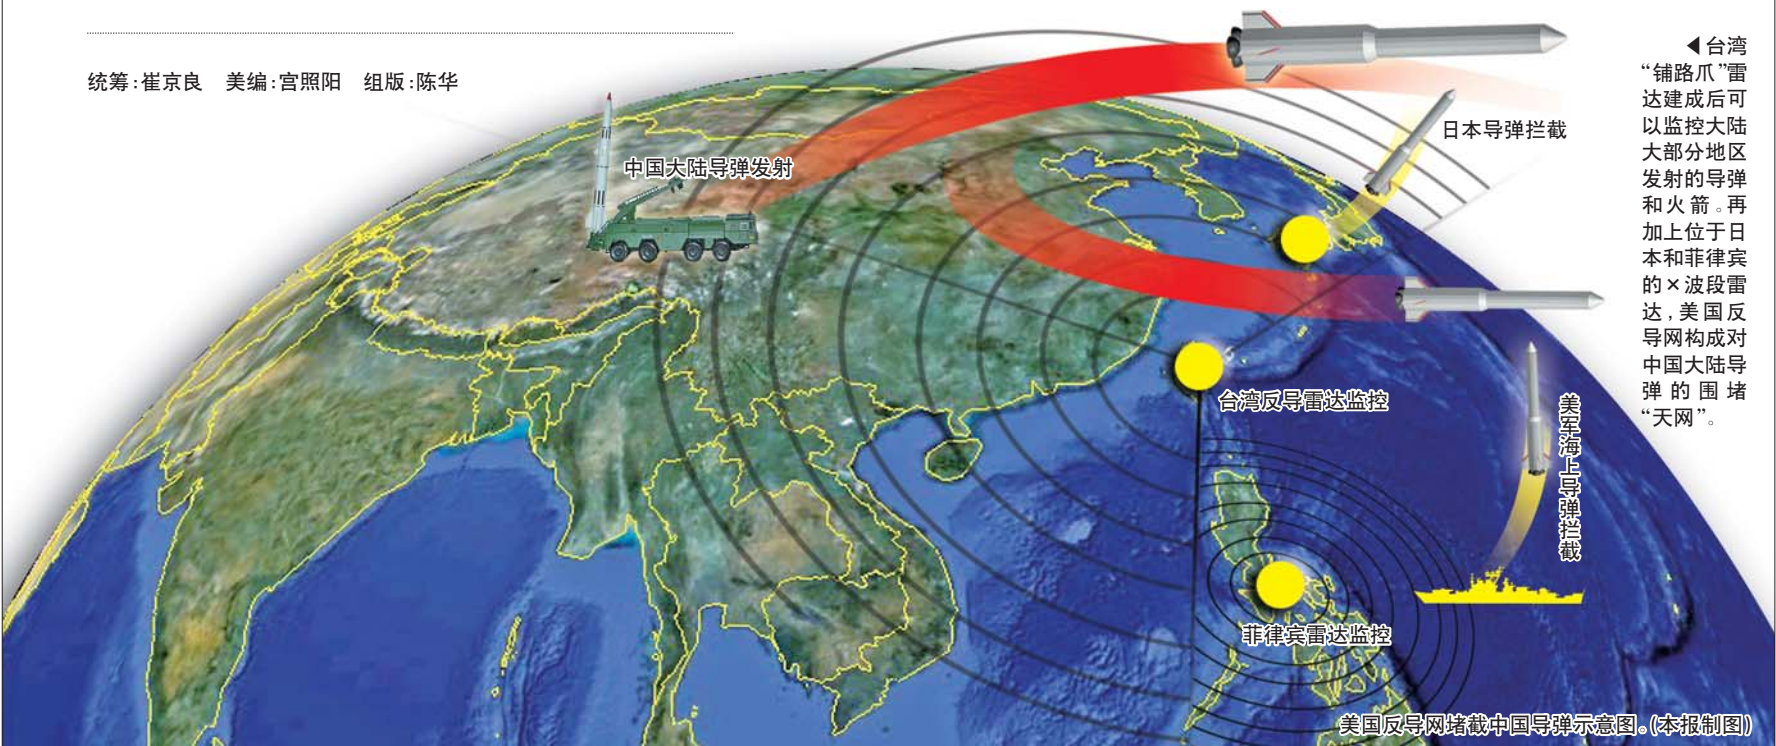 统筹:崔京良 美编:宫照阳 组版:陈华
中国大陆导弹发射
日本导弹拦截
◀台湾
“铺路爪”雷
达建成后可
以监控大陆
大部分地区
发射的导弹
和火箭。再
加上位于日
本和菲律宾
的×波段雷
达,美国反
导网构成对
中国大陆导
弹的围堵
“天网”。
台湾反导雷达监控
美军海上导弹拦截
菲律宾雷达监控
美国反导网堵截中国导弹示意图。(本报制图)